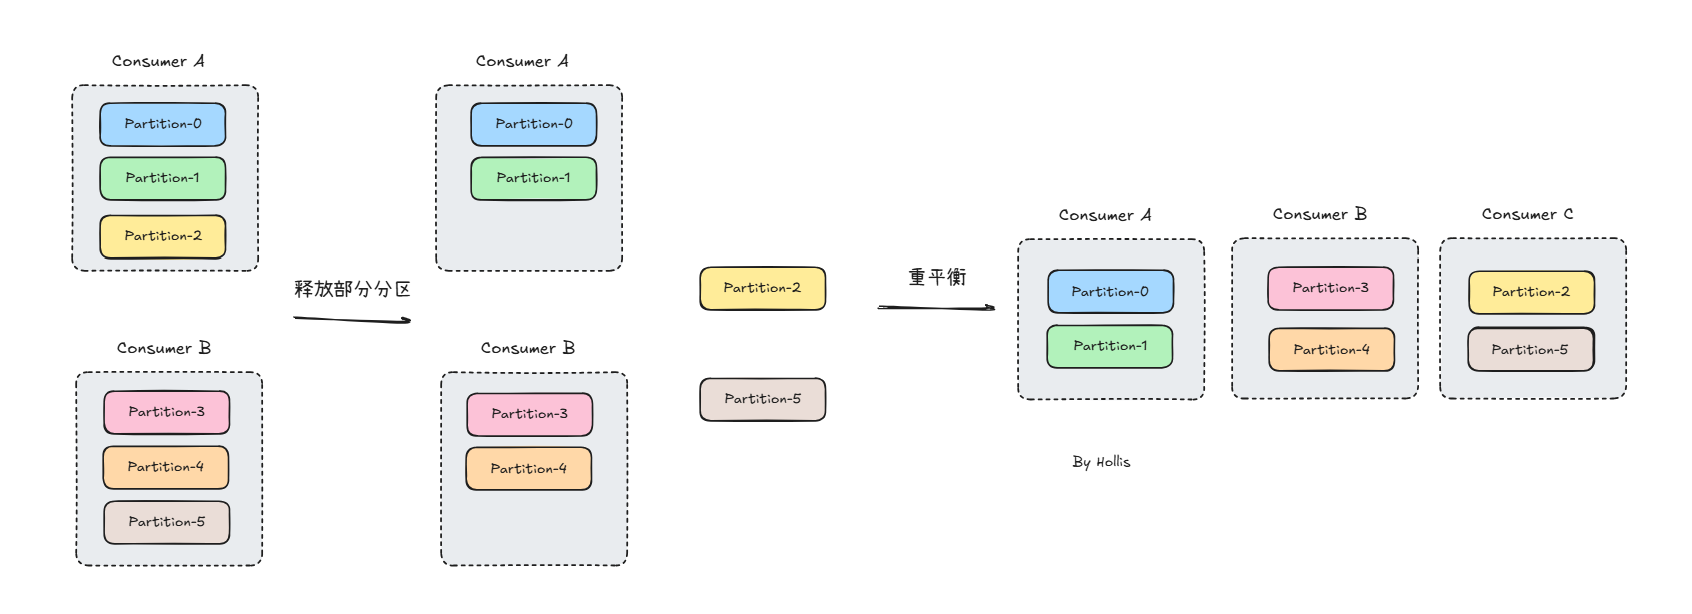 Consumer A
Partition-0
Partition-1
Partition-2
Consumer B
Partition-3
Partition-4
Partition-5
释放部分分区
Consumer A
Partition-0
Partition-1
Consumer B
Partition-3
Partition-4
Partition-2
Partition-5
重平衡
Consumer A
Partition-0
Partition-1
Consumer B
Partition-3
Partition-4
Consumer C
Partition-2
Partition-5
By Hollis